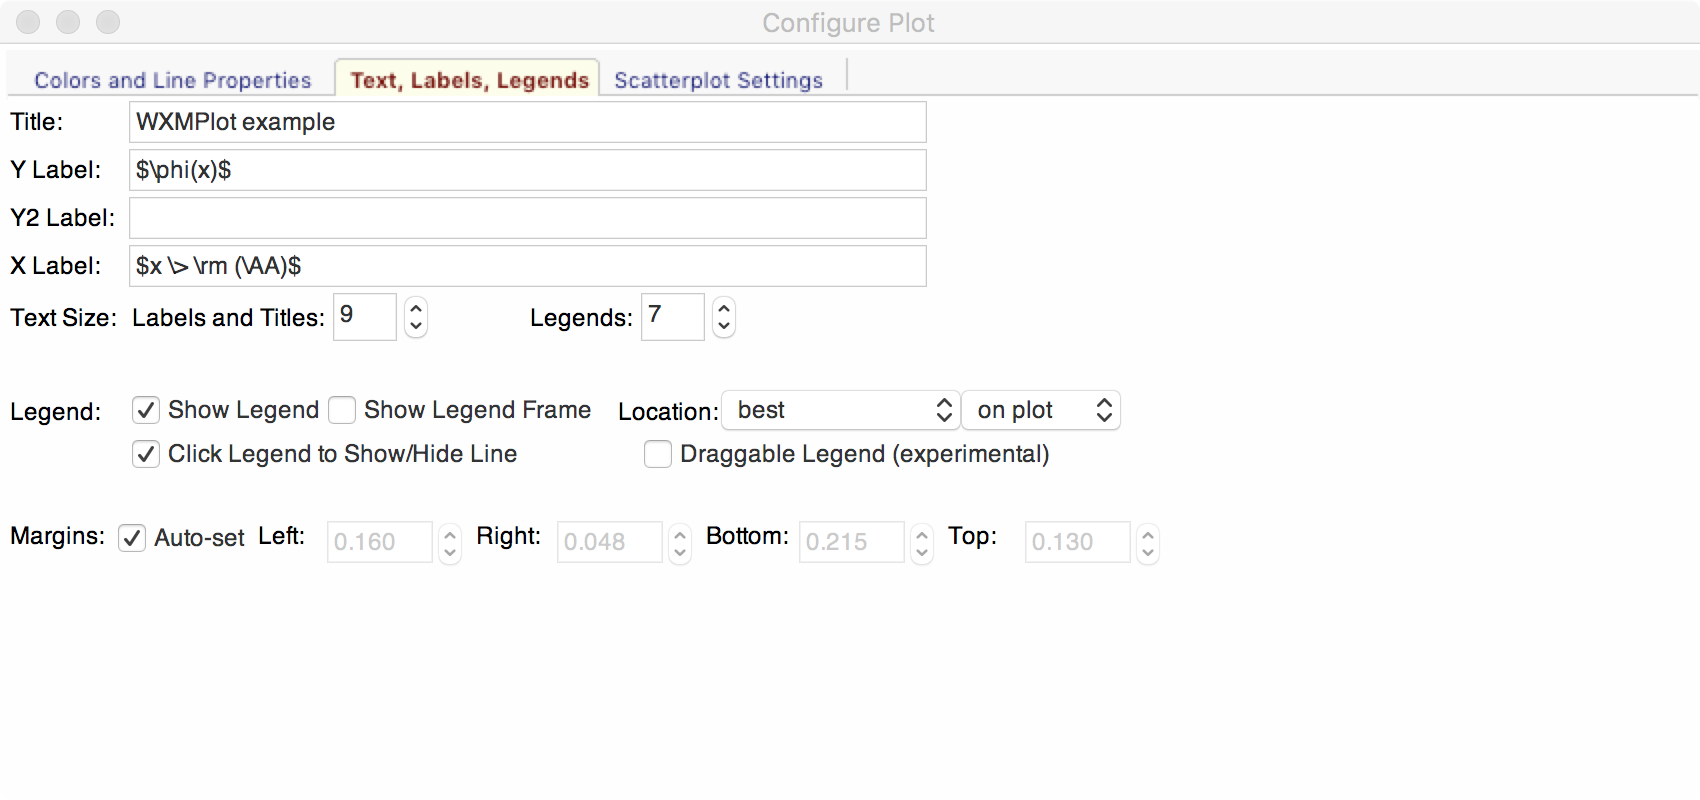 Configure Plot
Colors and Line Properties Text, Labels, Legends Scatterplot Settings
Title: WXMPlot example
Y Label: $\phi(x)$
Y2 Label:
X Label: $x \> \rm (\AA)$
Text Size: Labels and Titles: 9 Legends: 7
Legend: Show Legend Show Legend Frame Location: best on plot
Click Legend to Show/Hide Line Draggable Legend (experimental)
Margins: Auto-set Left: 0.160 Right: 0.048 Bottom: 0.215 Top: 0.130